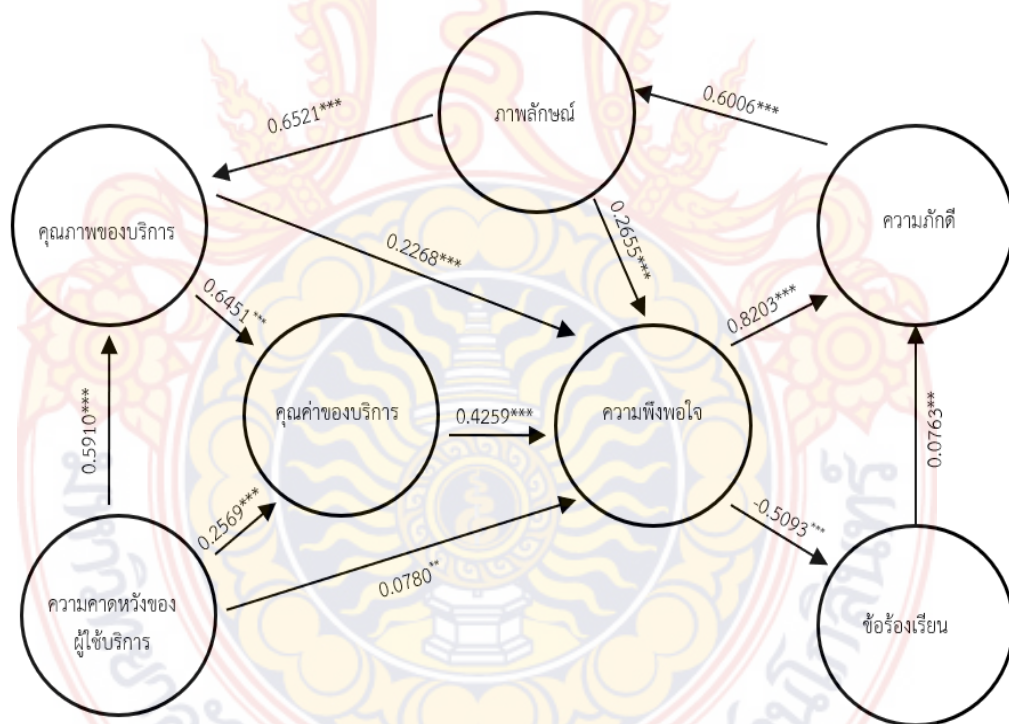 ภาพลักษณ์
0.6521***
0.6006***
คุณภาพของบริการ
ความภักดี
0.2655***
0.2268***
0.6451***
0.8203***
คุณค่าของบริการ
0.4259***
ความพึงพอใจ
0.5910***
0.0763**
0.2569***
-0.5093***
0.0780**
ความคาดหวังของ
ผู้ใช้บริการ
ข้อร้องเรียน